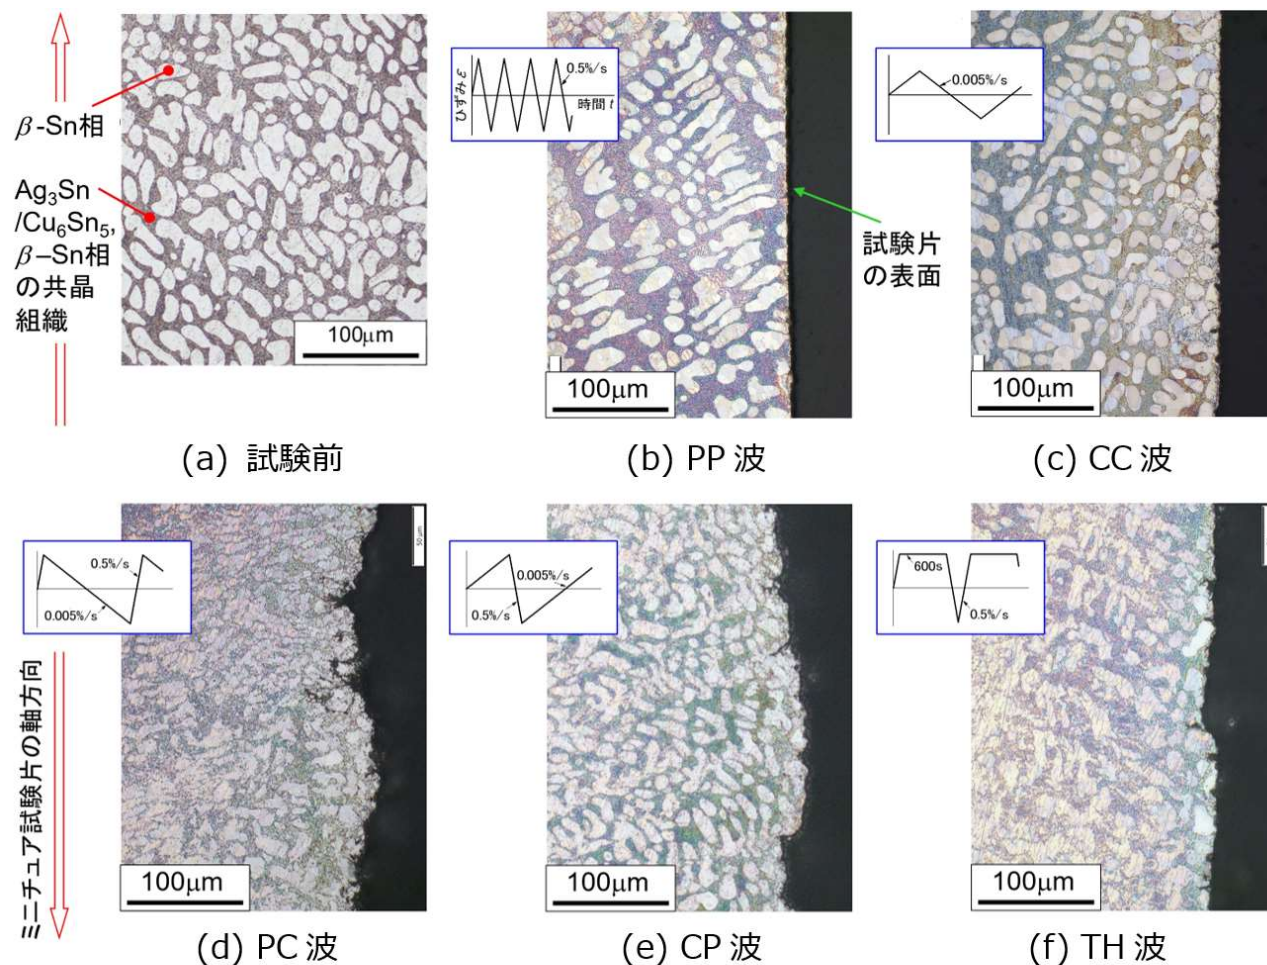 β-Sn相
Ag₃Sn
/Cu₆Sn₅,
β–Sn相
の共晶
組織
100μm
(a) 試験前
ひずみε
0.5%/s
時間 t
試験片
の表面
100μm
(b) PP 波
0.005%/s
100μm
(c) CC 波
ミニチュア試験片の軸方向
0.5%/s
0.005%/s
50 μm
100μm
(d) PC 波
0.005%/s
0.5%/s
100μm
(e) CP 波
600s
0.5%/s
100μm
(f) TH 波